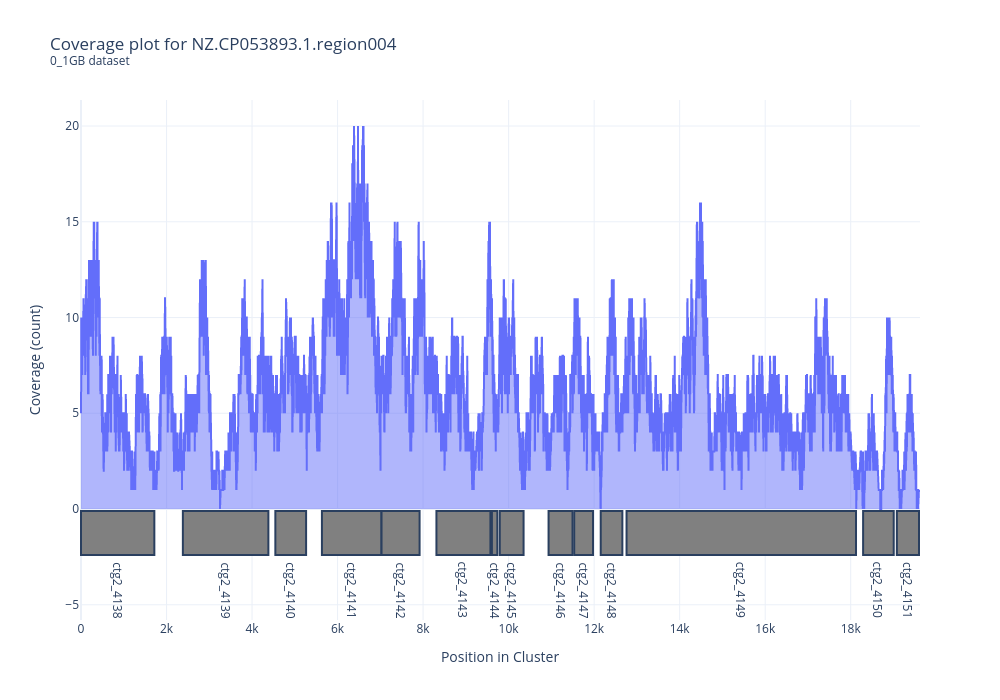 Coverage plot for NZ.CP053893.1.region004
0_1GB dataset
20
15
10
5
0
−5
Coverage (count)
ctg2_4138
ctg2_4139
ctg2_4140
ctg2_4141
ctg2_4142
ctg2_4143
ctg2_4144
ctg2_4145
ctg2_4146
ctg2_4147
ctg2_4148
ctg2_4149
ctg2_4150
ctg2_4151
0
2k
4k
6k
8k
10k
12k
14k
16k
18k
Position in Cluster